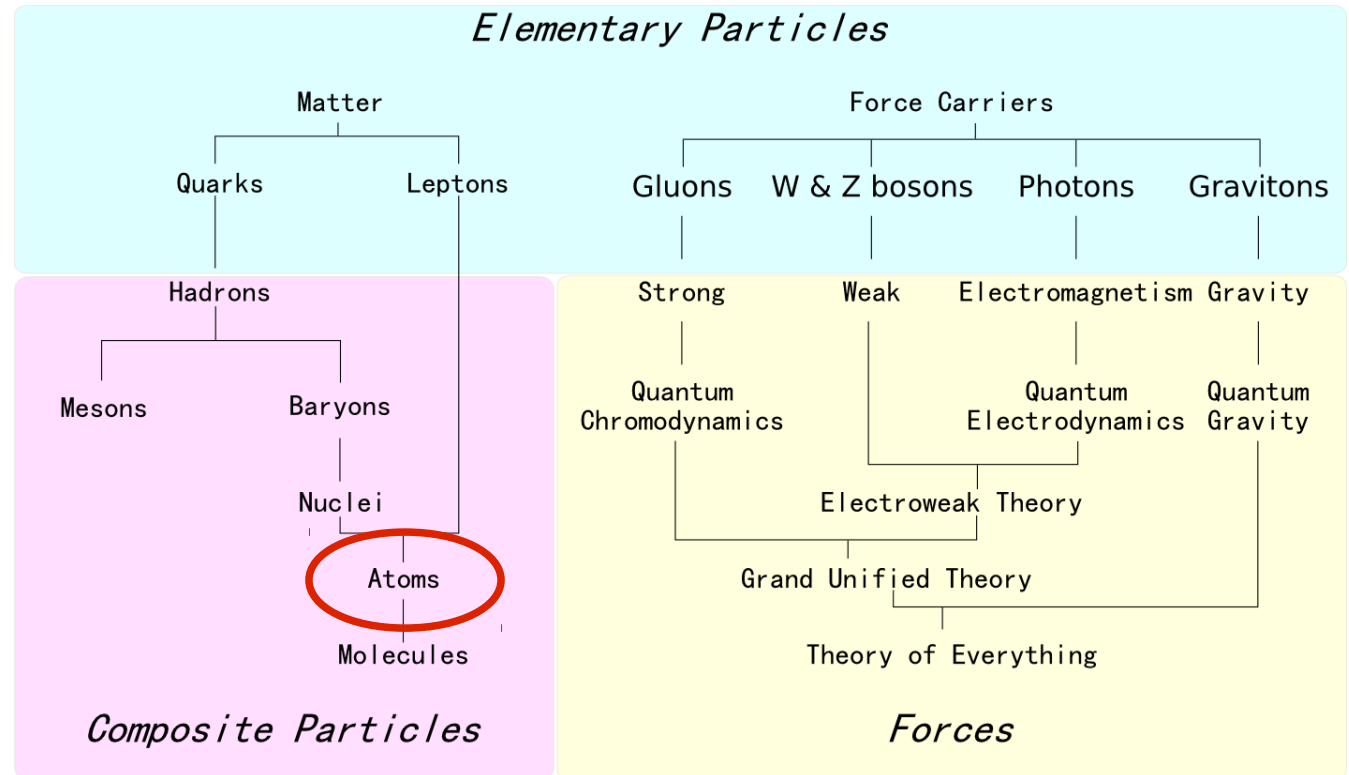 Elementary Particles
Matter
Force Carriers
Quarks
Leptons
Gluons
W & Z bosons
Photons
Gravitons
Hadrons
Strong
Weak
Electromagnetism
Gravity
Mesons
Baryons
Quantum
Chromodynamics
Quantum
Electrodynamics
Quantum
Gravity
Nuclei
Electroweak Theory
Atoms
Grand Unified Theory
Molecules
Theory of Everything
Composite Particles
Forces